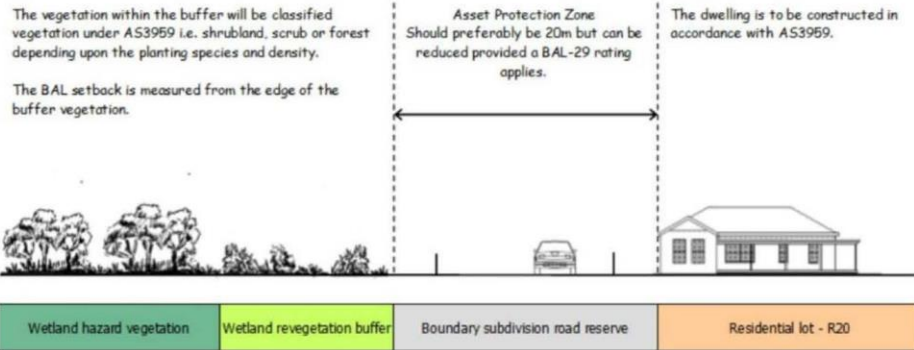 The vegetation within the buffer will be classified
vegetation under AS3959 i.e. shrubland, scrub or forest
depending upon the planting species and density.
The BAL setback is measured from the edge of the
buffer vegetation.
Asset Protection Zone
Should preferably be 20m but can be
reduced provided a BAL-29 rating
applies.
The dwelling is to be constructed in
accordance with AS3959.
Wetland hazard vegetation
Wetland revegetation buffer
Boundary subdivision road reserve
Residential lot - R20